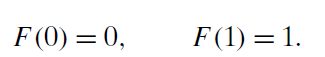 F(0) = 0, F(1) = 1.